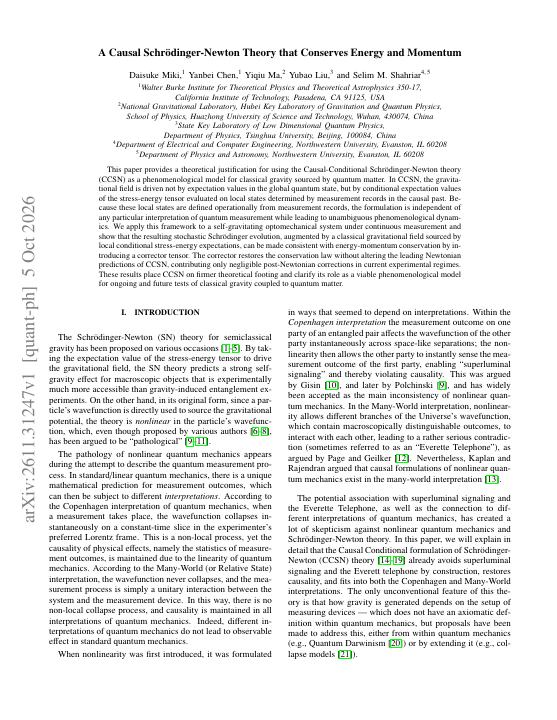 A Causal Schrödinger-Newton Theory that Conserves Energy and Momentum
Daisuke Miki,1 Yanbei Chen,1 Yiqiu Ma,2 Yubao Liu,3 and Selim M. Shahriar4, 5
1Walter Burke Institute for Theoretical Physics and Theoretical Astrophysics 350-17,
California Institute of Technology, Pasadena, CA 91125, USA
2National Gravitational Laboratory, Hubei Key Laboratory of Gravitation and Quantum Physics,
School of Physics, Huazhong University of Science and Technology, Wuhan, 430074, China
3State Key Laboratory of Low Dimensional Quantum Physics,
Department of Physics, Tsinghua University, Beijing, 100084, China
4Department of Electrical and Computer Engineering, Northwestern University, Evanston, IL 60208
5Department of Physics and Astronomy, Northwestern University, Evanston, IL 60208
This paper provides a theoretical justification for using the Causal-Conditional Schrödinger-Newton theory
(CCSN) as a phenomenological model for classical gravity sourced by quantum matter. In CCSN, the gravita-
tional field is driven not by expectation values in the global quantum state, but by conditional expectation values
of the stress-energy tensor evaluated on local states determined by measurement records in the causal past. Be-
cause these local states are defined operationally from measurement records, the formulation is independent of
any particular interpretation of quantum measurement while leading to unambiguous phenomenological dynam-
ics. We apply this framework to a self-gravitating optomechanical system under continuous measurement and
show that the resulting stochastic Schrödinger evolution, augmented by a classical gravitational field sourced by
local conditional stress-energy expectations, can be made consistent with energy-momentum conservation by in-
troducing a corrector tensor. The corrector restores the conservation law without altering the leading Newtonian
predictions of CCSN, contributing only negligible post-Newtonian corrections in current experimental regimes.
These results place CCSN on firmer theoretical footing and clarify its role as a viable phenomenological model
for ongoing and future tests of classical gravity coupled to quantum matter.
I. INTRODUCTION
The Schrödinger-Newton (SN) theory for semiclassical
gravity has been proposed on various occasions [1–5]. By tak-
ing the expectation value of the stress-energy tensor to drive
the gravitational field, the SN theory predicts a strong self-
gravity effect for macroscopic objects that is experimentally
much more accessible than gravity-induced entanglement ex-
periments. On the other hand, in its original form, since a par-
ticle's wavefunction is directly used to source the gravitational
potential, the theory is nonlinear in the particle's wavefunc-
tion, which, even though proposed by various authors [6–8],
has been argued to be "pathological" [9–11].
The pathology of nonlinear quantum mechanics appears
during the attempt to describe the quantum measurement pro-
cess. In standard/linear quantum mechanics, there is a unique
mathematical prediction for measurement outcomes, which
can then be subject to different interpretations. According to
the Copenhagen interpretation of quantum mechanics, when
a measurement takes place, the wavefunction collapses in-
stantaneously on a constant-time slice in the experimenter's
preferred Lorentz frame. This is a non-local process, yet the
causality of physical effects, namely the statistics of measure-
ment outcomes, is maintained due to the linearity of quantum
mechanics. According to the Many-World (or Relative State)
interpretation, the wavefunction never collapses, and the mea-
surement process is simply a unitary interaction between the
system and the measurement device. In this way, there is no
non-local collapse process, and causality is maintained in all
interpretations of quantum mechanics. Indeed, different in-
terpretations of quantum mechanics do not lead to observable
effect in standard quantum mechanics.
When nonlinearity was first introduced, it was formulated
in ways that seemed to depend on interpretations. Within the
Copenhagen interpretation the measurement outcome on one
party of an entangled pair affects the wavefunction of the other
party instantaneously across space-like separations; the non-
linearity then allows the other party to instantly sense the mea-
surement outcome of the first party, enabling "superluminal
signaling" and thereby violating causality. This was argued
by Gisin [10], and later by Polchinski [9], and has widely
been accepted as the main inconsistency of nonlinear quan-
tum mechanics. In the Many-World interpretation, nonlinear-
ity allows different branches of the Universe's wavefunction,
which contain macroscopically distinguishable outcomes, to
interact with each other, leading to a rather serious contradic-
tion (sometimes referred to as an "Everette Telephone"), as
argued by Page and Geilker [12]. Nevertheless, Kaplan and
Rajendran argued that causal formulations of nonlinear quan-
tum mechanics exist in the many-world interpretation [13].
The potential association with superluminal signaling and
the Everette Telephone, as well as the connection to dif-
ferent interpretations of quantum mechanics, has created a
lot of skepticism against nonlinear quantum mechanics and
Schrödinger-Newton theory. In this paper, we will explain in
detail that the Causal Conditional formulation of Schrödinger-
Newton (CCSN) theory [14–19] already avoids superluminal
signaling and the Everett telephone by construction, restores
causality, and fits into both the Copenhagen and Many-World
interpretations. The only unconventional feature of this the-
ory is that how gravity is generated depends on the setup of
measuring devices — which does not have an axiomatic def-
inition within quantum mechanics, but proposals have been
made to address this, either from within quantum mechanics
(e.g., Quantum Darwinism [20]) or by extending it (e.g., col-
lapse models [21]).
arXiv:2611.31247v1 [quant-ph] 5 Oct 2026